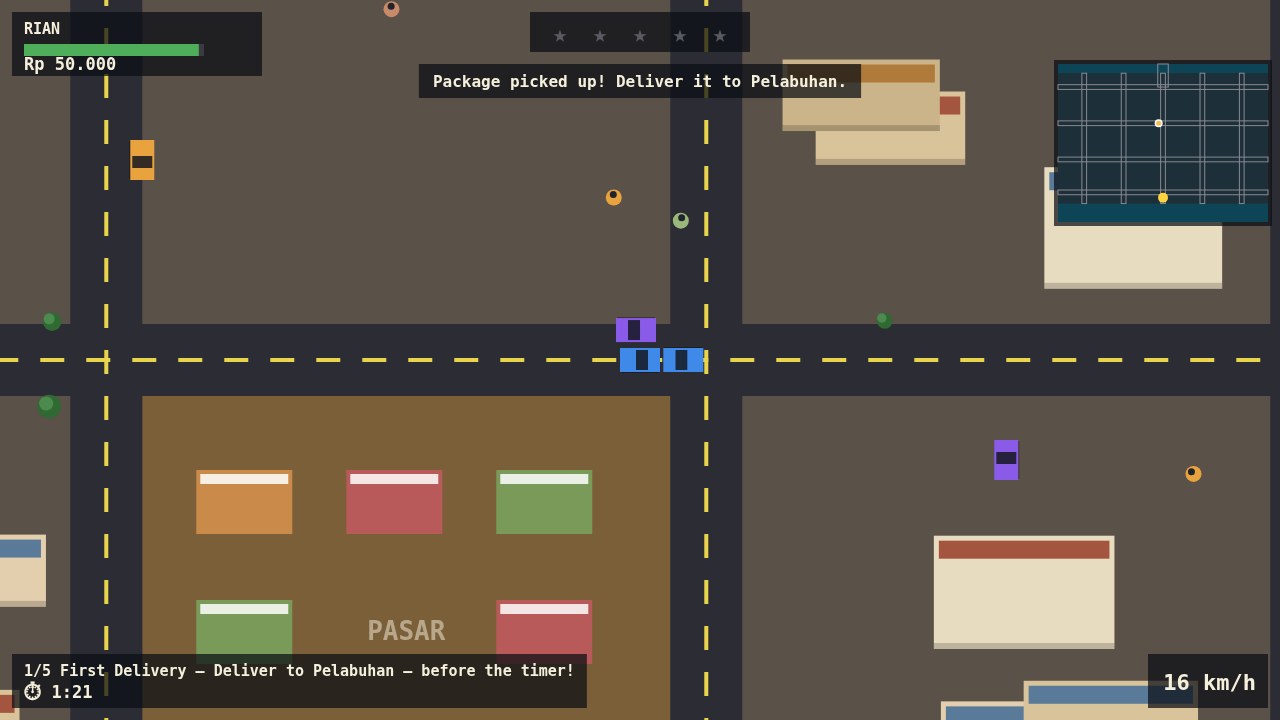 RIAN
Rp 50.000
★ ★ ★ ★ ★
Package picked up! Deliver it to Pelabuhan.
PASAR
1/5 First Delivery — Deliver to Pelabuhan — before the timer!
⏱ 1:21
16 km/h